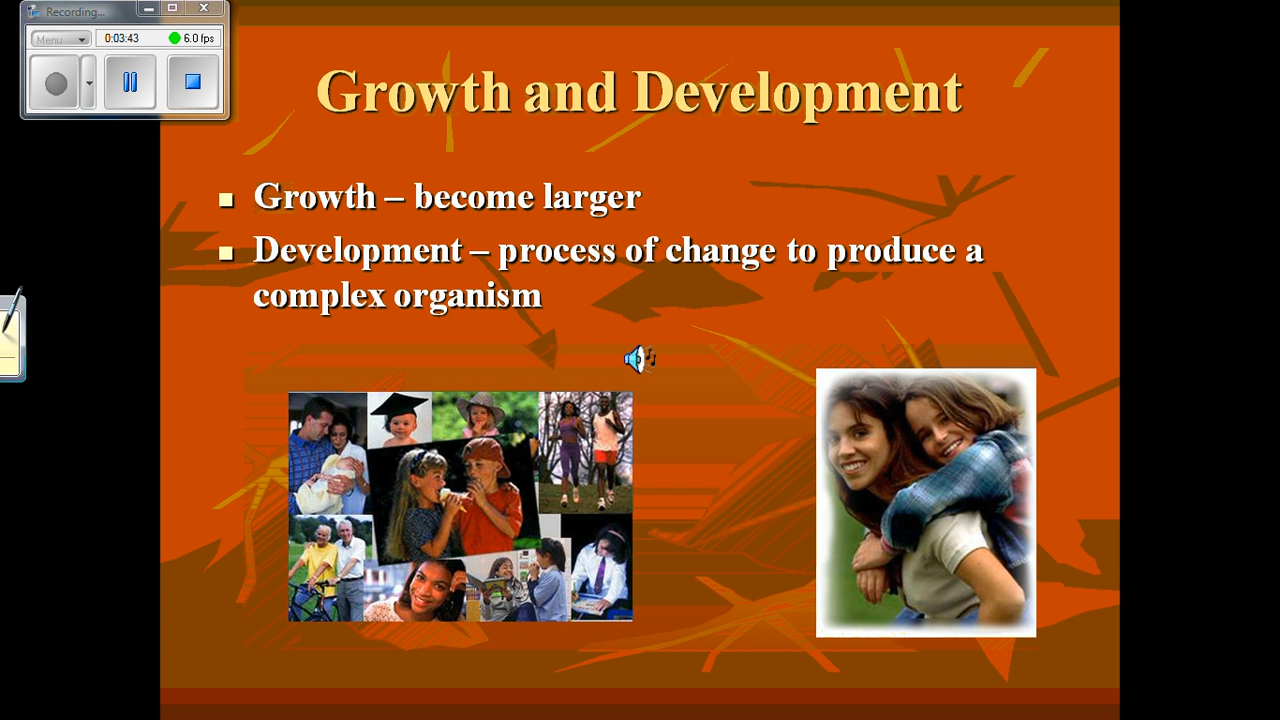 Recording...
Menu
0:03:43
6.0 fps
Growth and Development
Growth – become larger
Development – process of change to produce a
complex organism